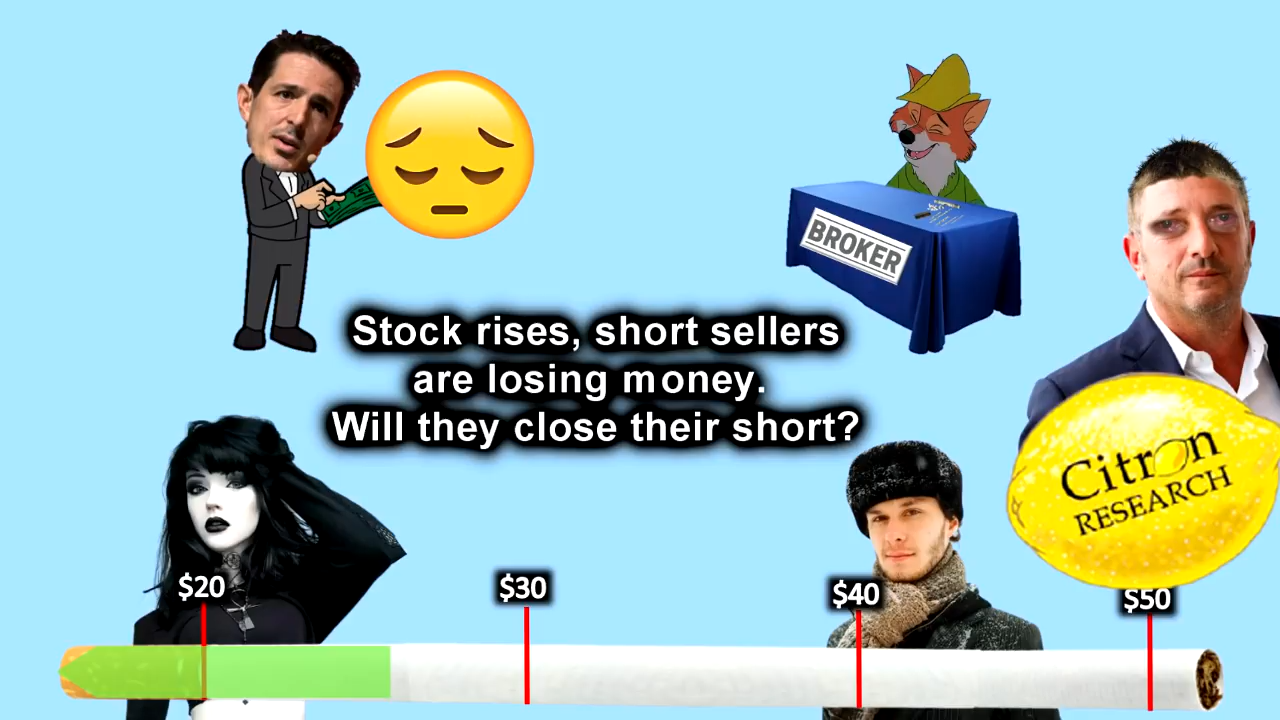 BROKER
Stock rises, short sellers
are losing money.
Will they close their short?
Citron
RESEARCH
$20
$30
$40
$50